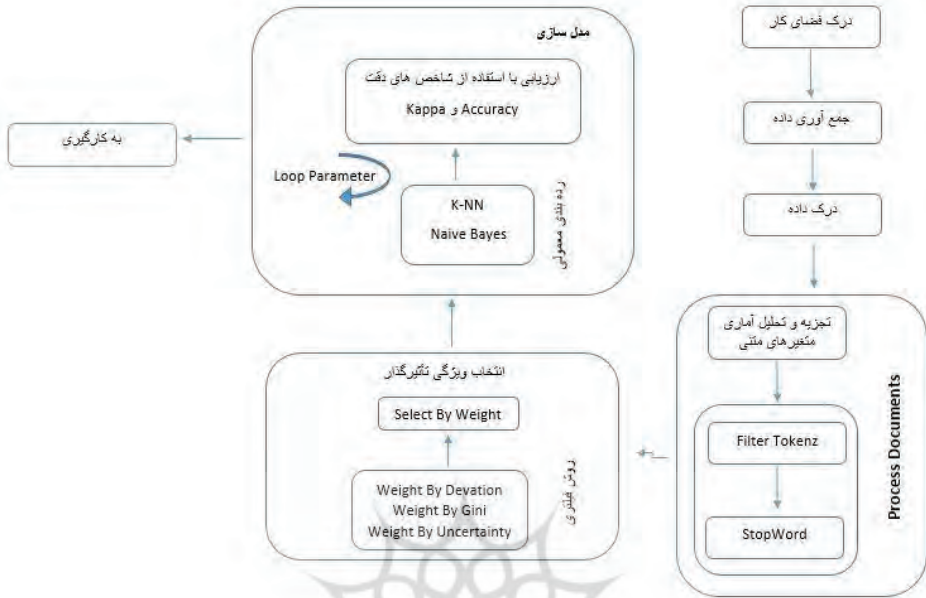 درک فضای کار
جمع آوری داده
درک داده
تجزیه و تحلیل آماری
متغیرهای متنی
Filter Tokenz
StopWord
Process Documents
انتخاب ویژگی تأثیرگذار
Select By Weight
Weight By Devation
Weight By Gini
Weight By Uncertainty
روش فیلتری
مدل سازی
ارزیابی با استفاده از شاخص های دقت
Accuracy و Kappa
Loop Parameter
K-NN
Naive Bayes
رده بندی معمولی
به کارگیری